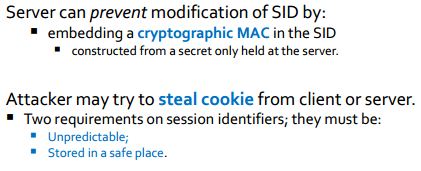 Server can prevent modification of SID by:
▪ embedding a cryptographic MAC in the SID
▪ constructed from a secret only held at the server.
Attacker may try to steal cookie from client or server.
▪ Two requirements on session identifiers; they must be:
▪ Unpredictable;
▪ Stored in a safe place.